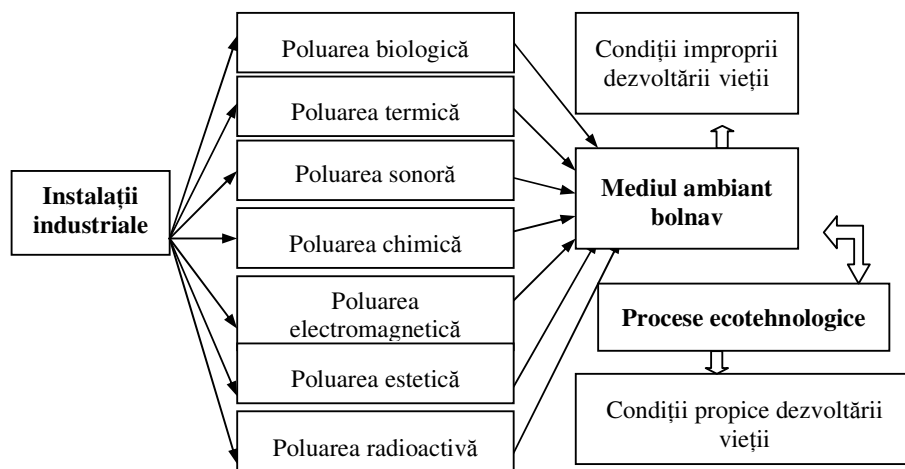 Instalații
industriale
Poluarea biologică
Poluarea termică
Poluarea sonoră
Poluarea chimică
Poluarea
electromagnetică
Poluarea estetică
Poluarea radioactivă
Condiții improprii
dezvoltării vieții
Mediul ambiant
bolnav
Procese ecotehnologice
Condiții propice dezvoltării
vieții